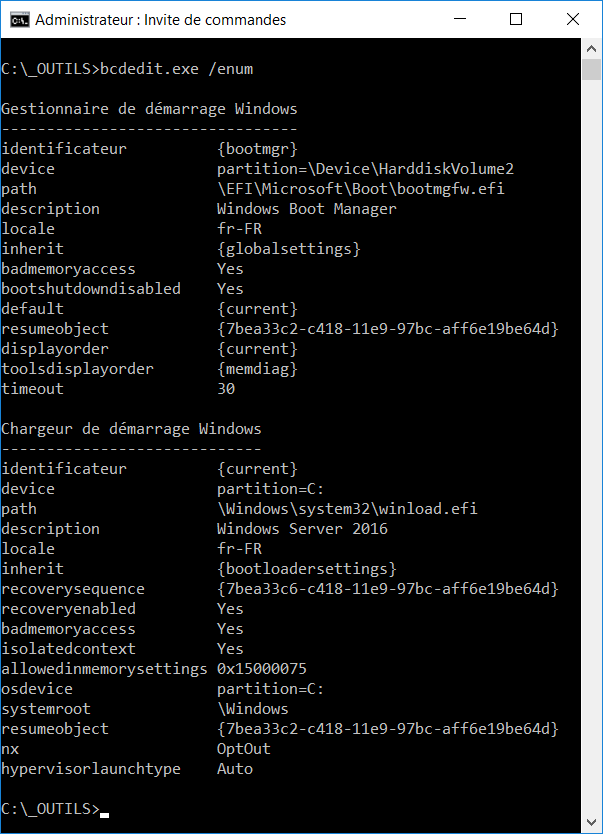 Administrateur : Invite de commandes
C:\_OUTILS>bcdedit.exe /enum
Gestionnaire de démarrage Windows
---------------------------------
identificateur          {bootmgr}
device                  partition=\Device\HarddiskVolume2
path                    \EFI\Microsoft\Boot\bootmgfw.efi
description             Windows Boot Manager
locale                  fr-FR
inherit                 {globalsettings}
badmemoryaccess         Yes
bootshutdowndisabled    Yes
default                 {current}
resumeobject            {7bea33c2-c418-11e9-97bc-aff6e19be64d}
displayorder            {current}
toolsdisplayorder       {memdiag}
timeout                 30
Chargeur de démarrage Windows
-----------------------------
identificateur          {current}
device                  partition=C:
path                    \Windows\system32\winload.efi
description             Windows Server 2016
locale                  fr-FR
inherit                 {bootloadersettings}
recoverysequence        {7bea33c6-c418-11e9-97bc-aff6e19be64d}
recoveryenabled         Yes
badmemoryaccess         Yes
isolatedcontext         Yes
allowedinmemorysettings 0x15000075
osdevice                partition=C:
systemroot              \Windows
resumeobject            {7bea33c2-c418-11e9-97bc-aff6e19be64d}
nx                      OptOut
hypervisorlaunchtype    Auto
C:\_OUTILS>